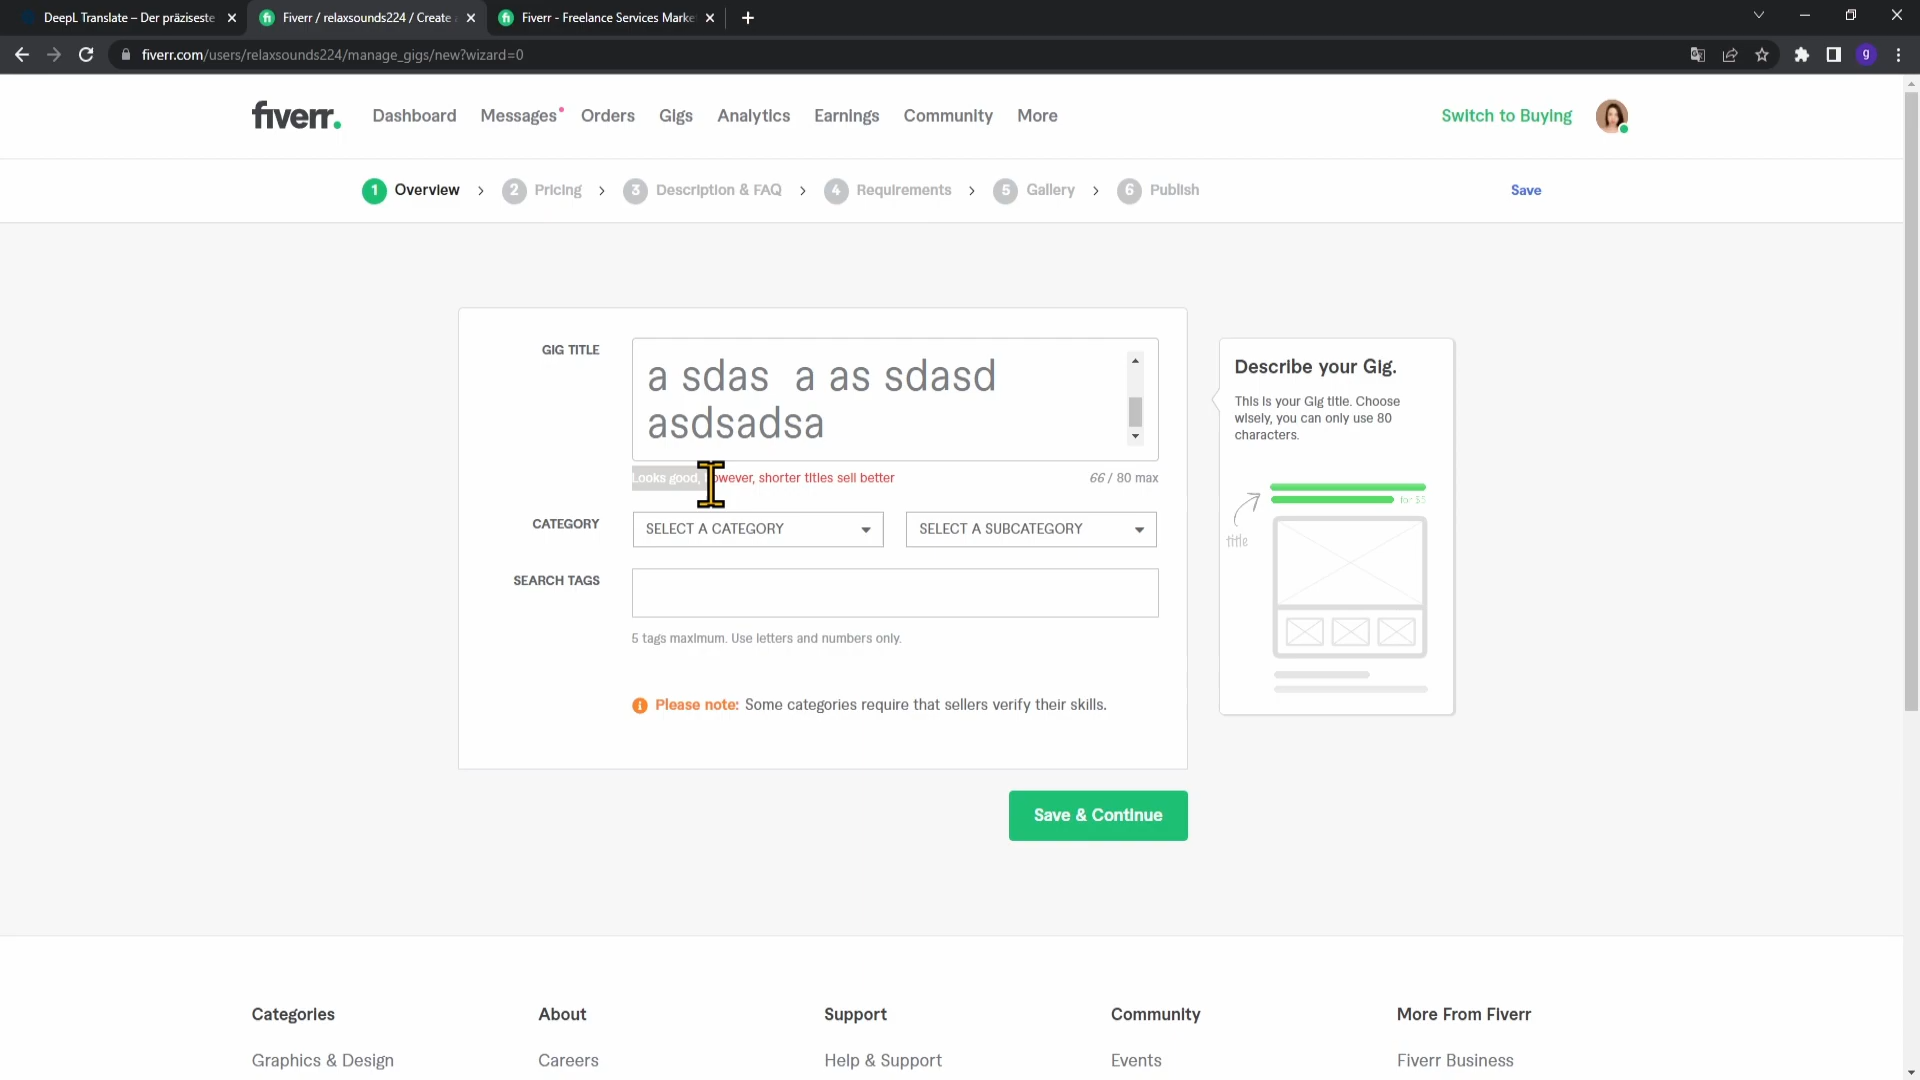 DeepL Translate – Der präziseste
Fiverr / relaxsounds224 / Create
Fiverr - Freelance Services Marke
fiverr.com/users/relaxsounds224/manage_gigs/new?wizard=0
g
fiverr.
Dashboard
Messages
Orders
Gigs
Analytics
Earnings
Community
More
Switch to Buying
1 Overview
2 Pricing
3 Description & FAQ
4 Requirements
5 Gallery
6 Publish
Save
GIG TITLE
a sdas a as sdasd
asdsadsa
Looks good, however, shorter titles sell better
66 / 80 max
CATEGORY
SELECT A CATEGORY
SELECT A SUBCATEGORY
SEARCH TAGS
5 tags maximum. Use letters and numbers only.
Please note: Some categories require that sellers verify their skills.
Save & Continue
Describe your Gig.
This is your Gig title. Choose
wisely, you can only use 80
characters.
for $5
title
Categories
About
Support
Community
More From Fiverr
Graphics & Design
Careers
Help & Support
Events
Fiverr Business